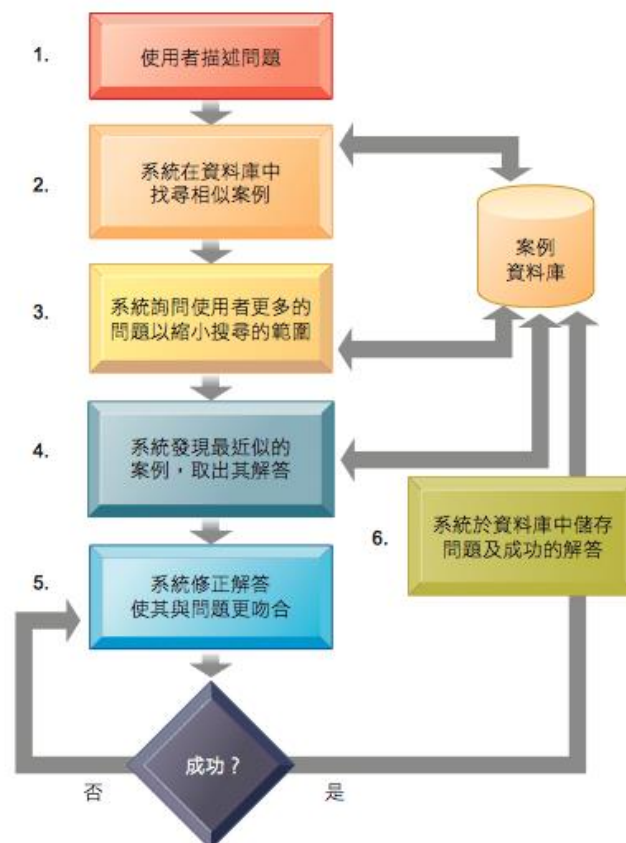 1.
使用者描述問題
2.
系統在資料庫中
找尋相似案例
案例
資料庫
3.
系統詢問使用者更多的
問題以縮小搜尋的範圍
4.
系統發現最近似的
案例，取出其解答
6.
系統於資料庫中儲存
問題及成功的解答
5.
系統修正解答
使其與問題更吻合
成功？
否
是